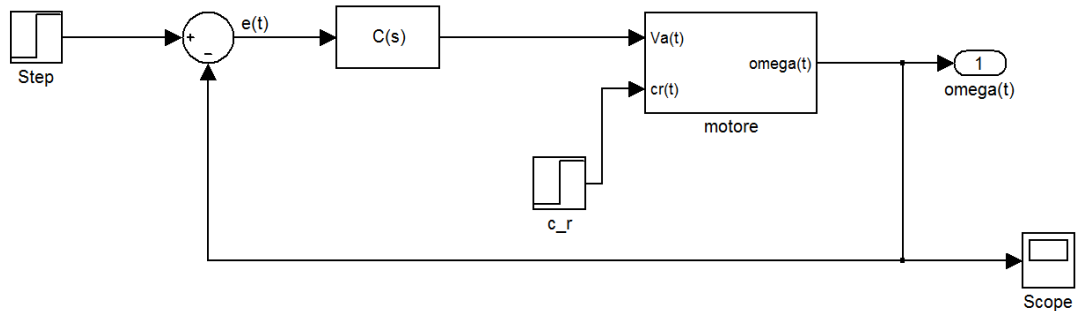 Step
+
−
e(t)
C(s)
Va(t)
cr(t)
omega(t)
motore
c_r
1
omega(t)
Scope